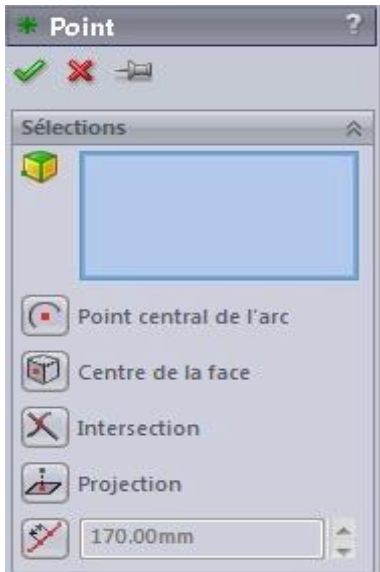 Point ?
Sélections
Point central de l'arc
Centre de la face
Intersection
Projection
170.00mm